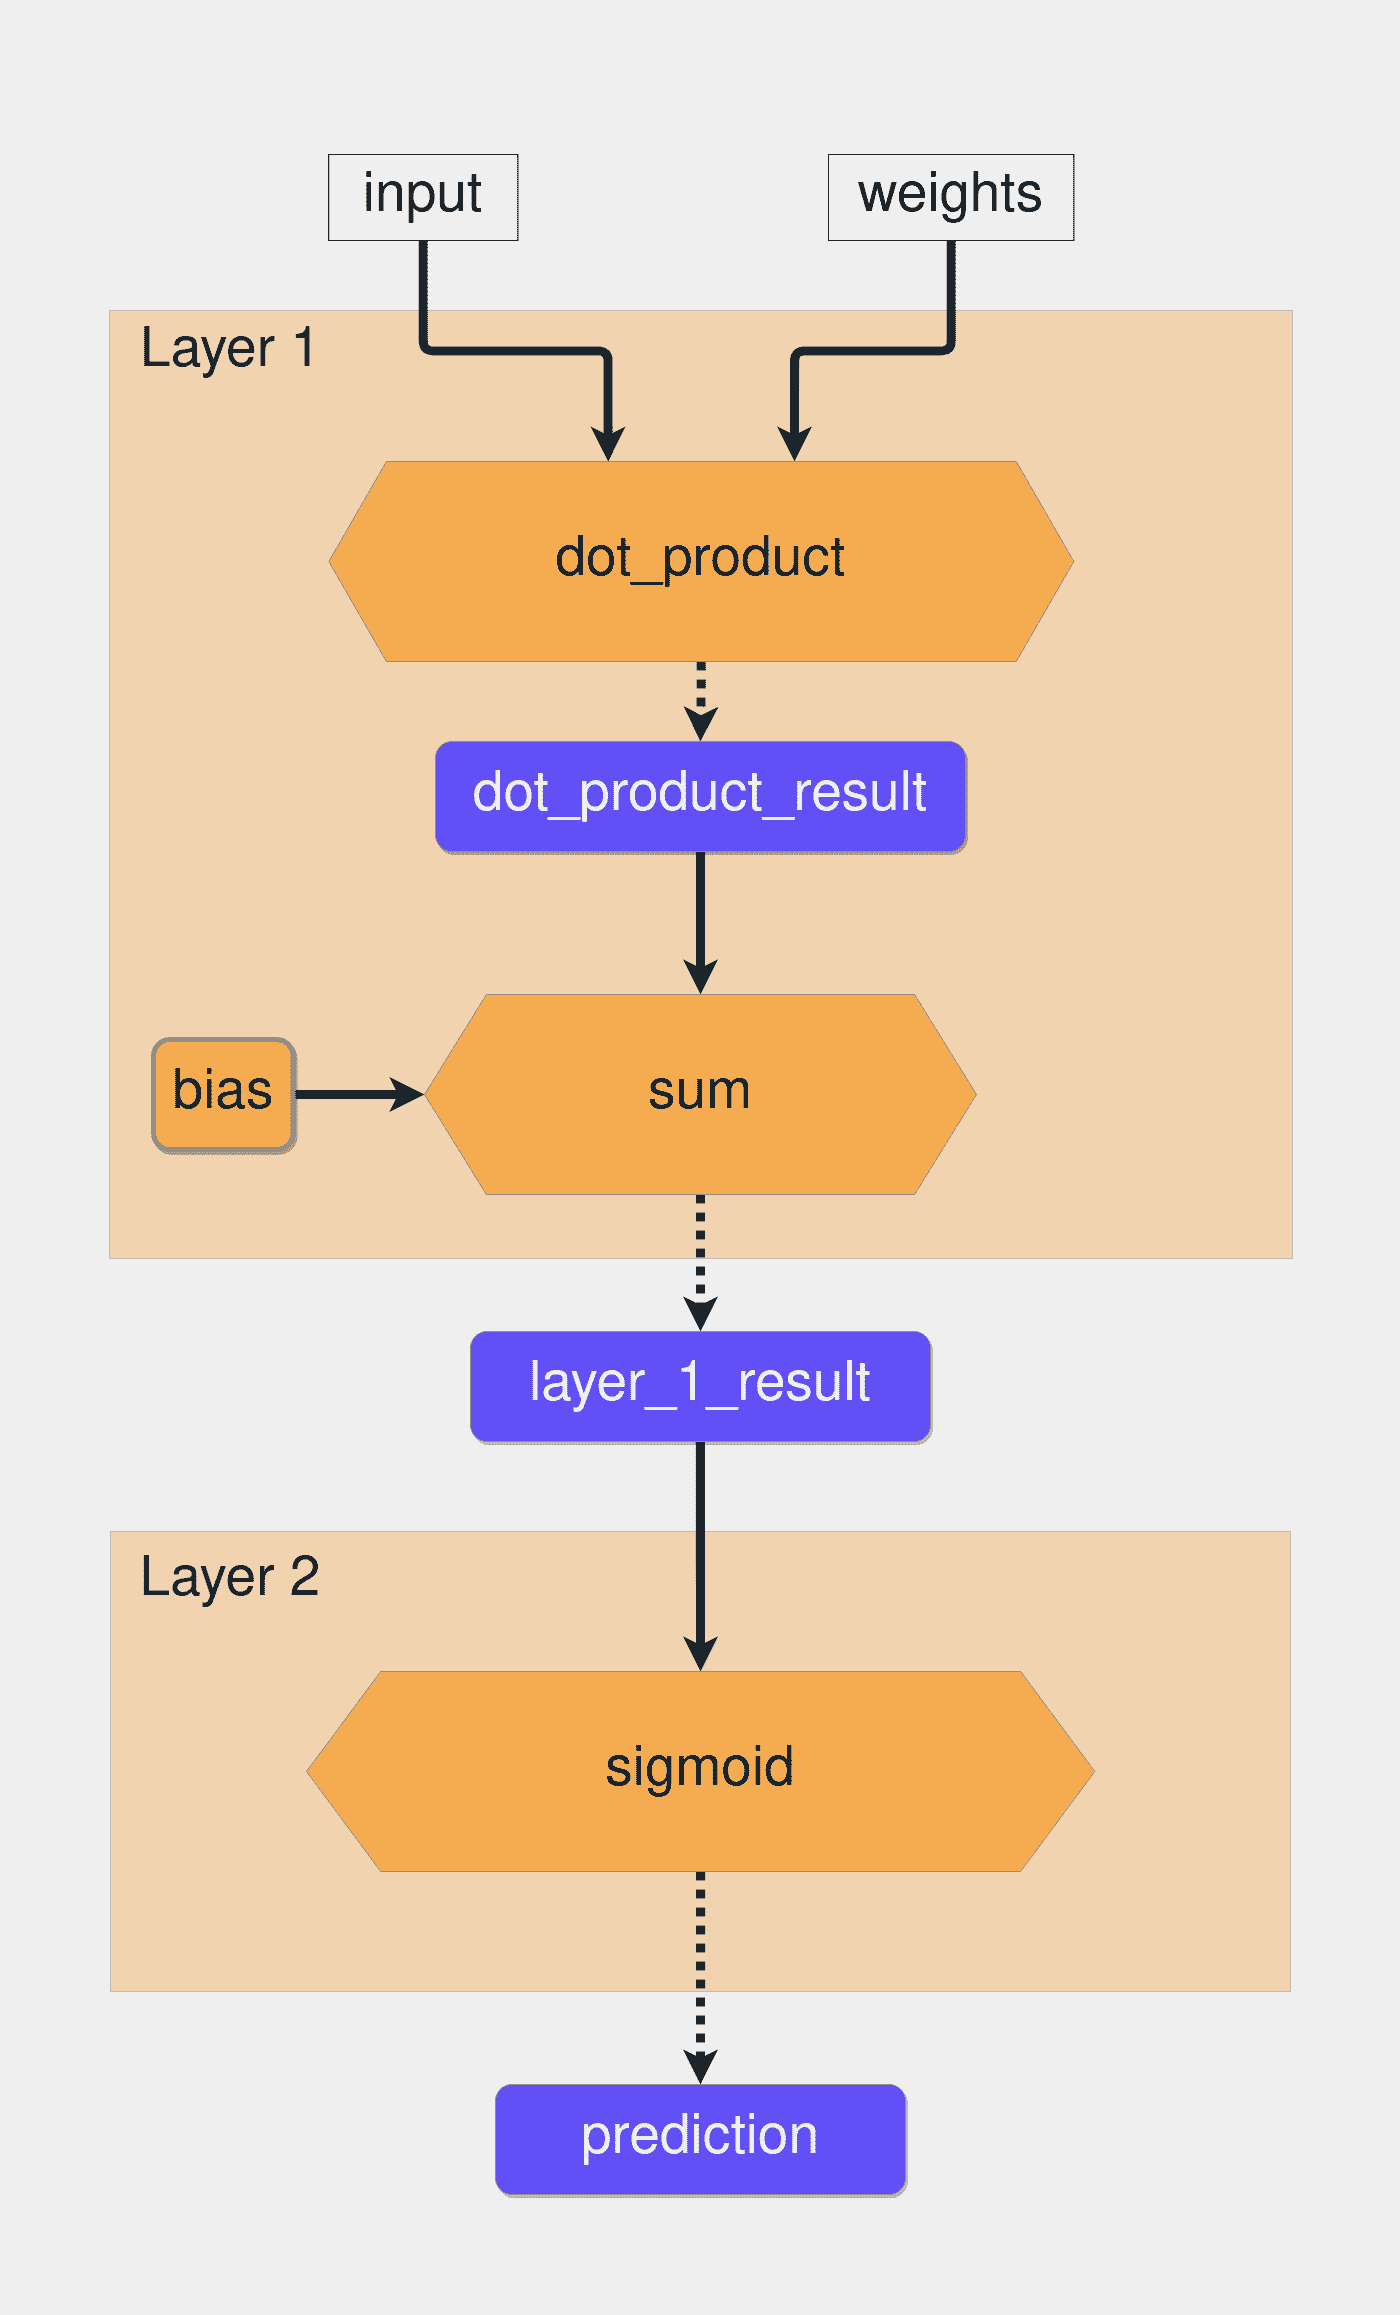 input
weights
Layer 1
dot_product
dot_product_result
bias
sum
layer_1_result
Layer 2
sigmoid
prediction